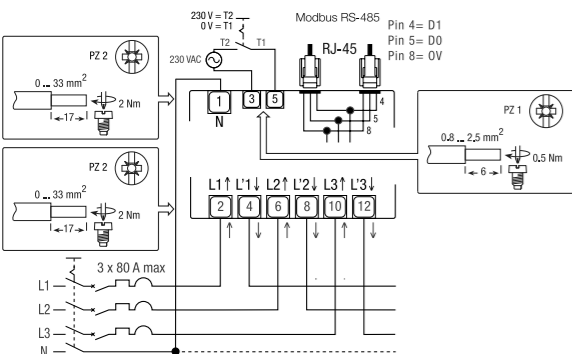 230 V = T2
0 V = T1
T2 T1
230 VAC
Modbus RS-485
RJ-45
Pin 4= D1
Pin 5= D0
Pin 8= 0V
4
5
8
PZ 2
0 ... 33 mm²
2 Nm
17
1 3 5
N
PZ 1
0,8 ... 2,5 mm²
0,5 Nm
6
PZ 2
0 ... 33 mm²
2 Nm
17
L1↑ L'1↓ L2↑ L'2↓ L3↑ L'3↓
2 4 6 8 10 12
3 x 80 A max
L1
L2
L3
N